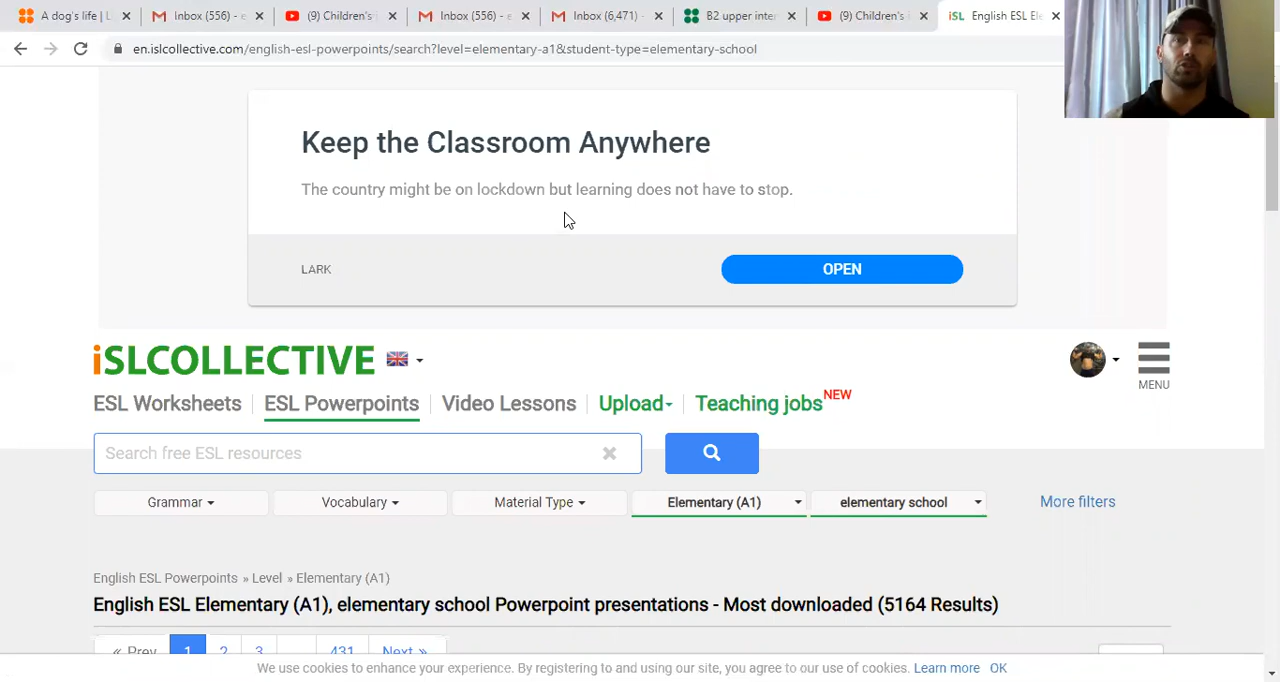 A dog's life | L
Inbox (556) - e
(9) Children's
Inbox (556) - e
Inbox (6,471) -
B2 upper inter
(9) Children's
iSL English ESL Ele
en.islcollective.com/english-esl-powerpoints/search?level=elementary-a1&student-type=elementary-school
Keep the Classroom Anywhere
The country might be on lockdown but learning does not have to stop.
LARK
OPEN
iSLCOLLECTIVE
MENU
ESL Worksheets
ESL Powerpoints
Video Lessons
Upload
Teaching jobs NEW
Search free ESL resources
Grammar
Vocabulary
Material Type
Elementary (A1)
elementary school
More filters
English ESL Powerpoints » Level » Elementary (A1)
English ESL Elementary (A1), elementary school Powerpoint presentations - Most downloaded (5164 Results)
« Prev 1 2 3 431 Next »
We use cookies to enhance your experience. By registering to and using our site, you agree to our use of cookies. Learn more OK